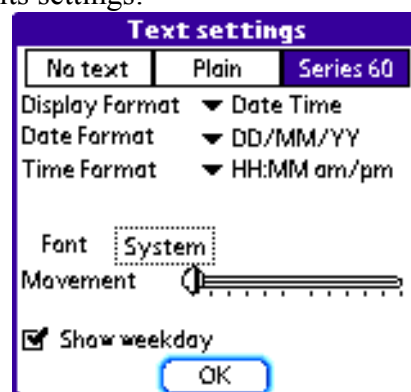 its settings.
Text settings
No text Plain Series 60
Display Format Date Time
Date Format DD/MM/YY
Time Format HH:MM am/pm
Font System
Movement
Show weekday
OK